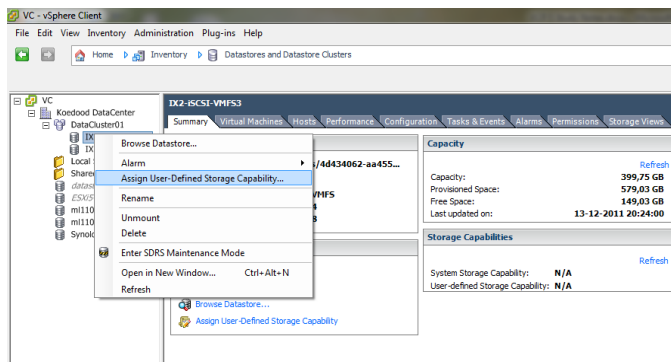 VC - vSphere Client
File Edit View Inventory Administration Plug-ins Help
Home Inventory Datastores and Datastore Clusters
VC
Koedood DataCenter
DataCluster01
IX
IX
Local
Share
datas
ESXi5
ml110
ml110
Synolo
IX2-iSCSI-VMFS3
Summary Virtual Machines Hosts Performance Configuration Tasks & Events Alarms Permissions Storage Views
Browse Datastore...
Alarm
Assign User-Defined Storage Capability...
Rename
Unmount
Delete
Enter SDRS Maintenance Mode
Open in New Window... Ctrl+Alt+N
Refresh
s/4d434062-aa455...
VMFS
Browse Datastore...
Assign User-Defined Storage Capability
Capacity
Refresh
Capacity: 399,75 GB
Provisioned Space: 579,03 GB
Free Space: 149,03 GB
Last updated on: 13-12-2011 20:24:00
Storage Capabilities
Refresh
System Storage Capability: N/A
User-defined Storage Capability: N/A